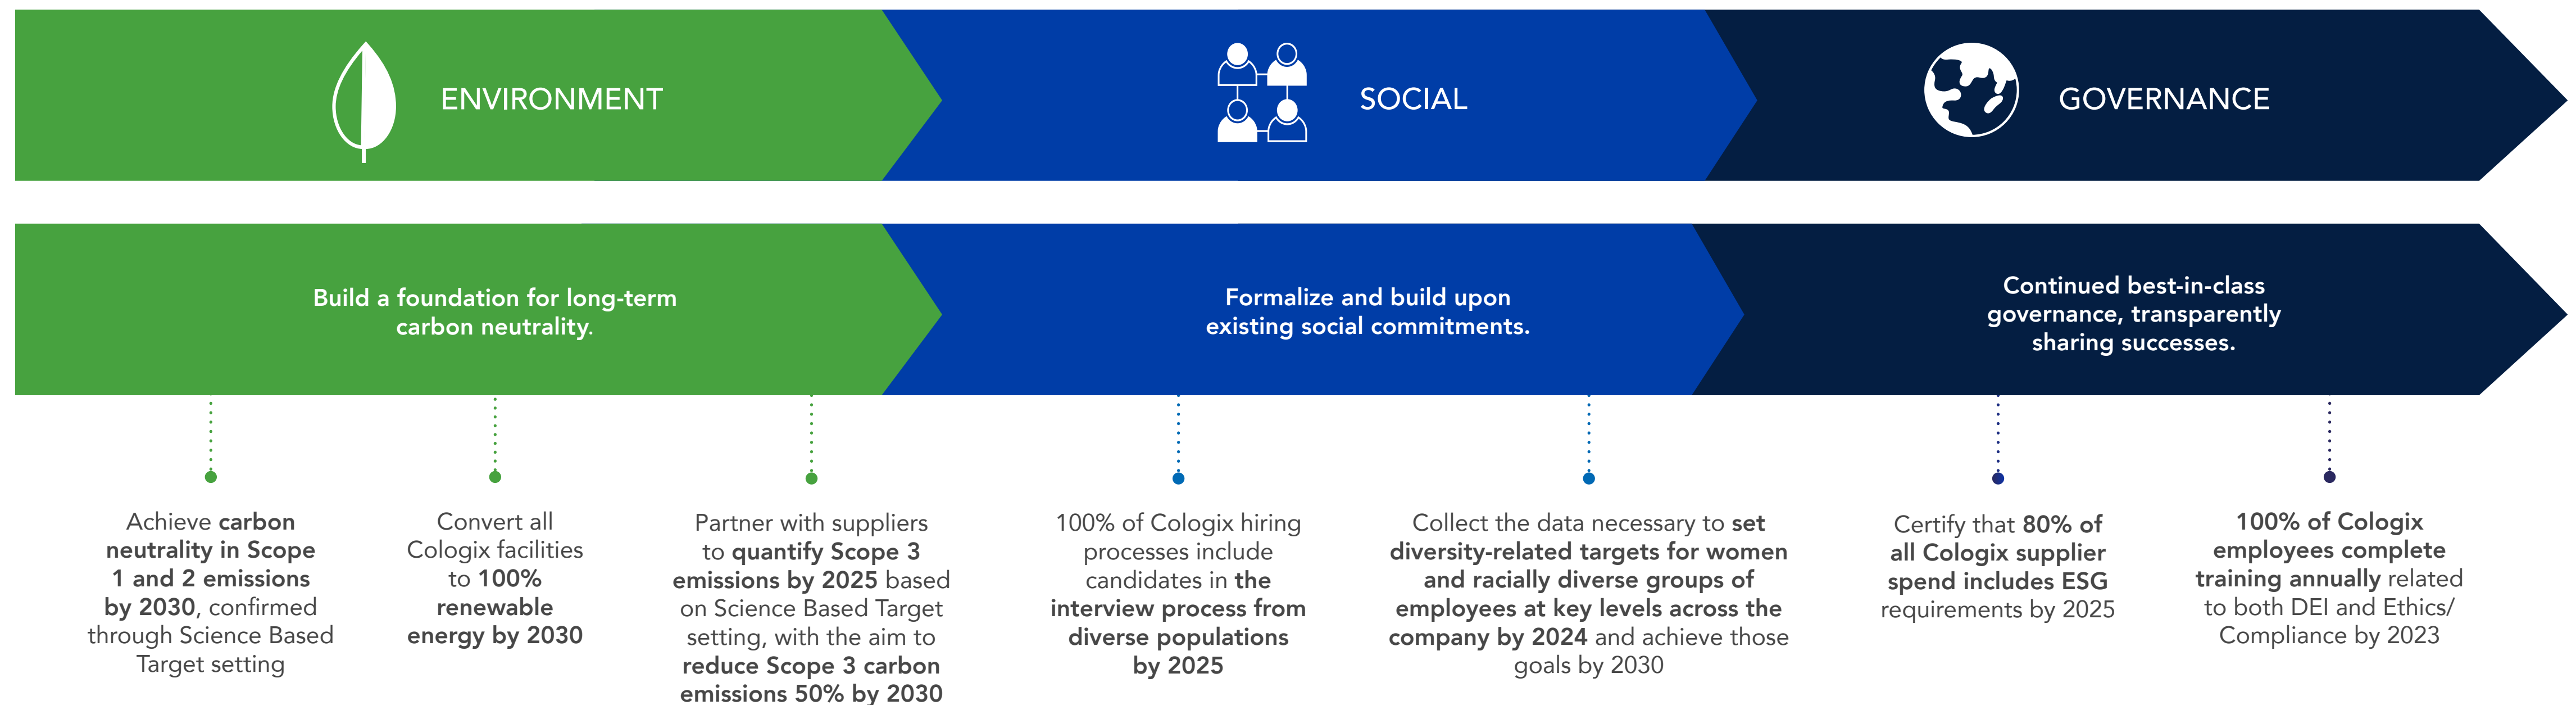 ENVIRONMENT
SOCIAL
GOVERNANCE
Build a foundation for long-term
carbon neutrality.
Formalize and build upon
existing social commitments.
Continued best-in-class
governance, transparently
sharing successes.
Achieve carbon
neutrality in Scope
1 and 2 emissions
by 2030, confirmed
through Science Based
Target setting
Convert all
Cologix facilities
to 100%
renewable
energy by 2030
Partner with suppliers
to quantify Scope 3
emissions by 2025 based
on Science Based Target
setting, with the aim to
reduce Scope 3 carbon
emissions 50% by 2030
100% of Cologix hiring
processes include
candidates in the
interview process from
diverse populations
by 2025
Collect the data necessary to set
diversity-related targets for women
and racially diverse groups of
employees at key levels across the
company by 2024 and achieve those
goals by 2030
Certify that 80% of
all Cologix supplier
spend includes ESG
requirements by 2025
100% of Cologix
employees complete
training annually related
to both DEI and Ethics/
Compliance by 2023